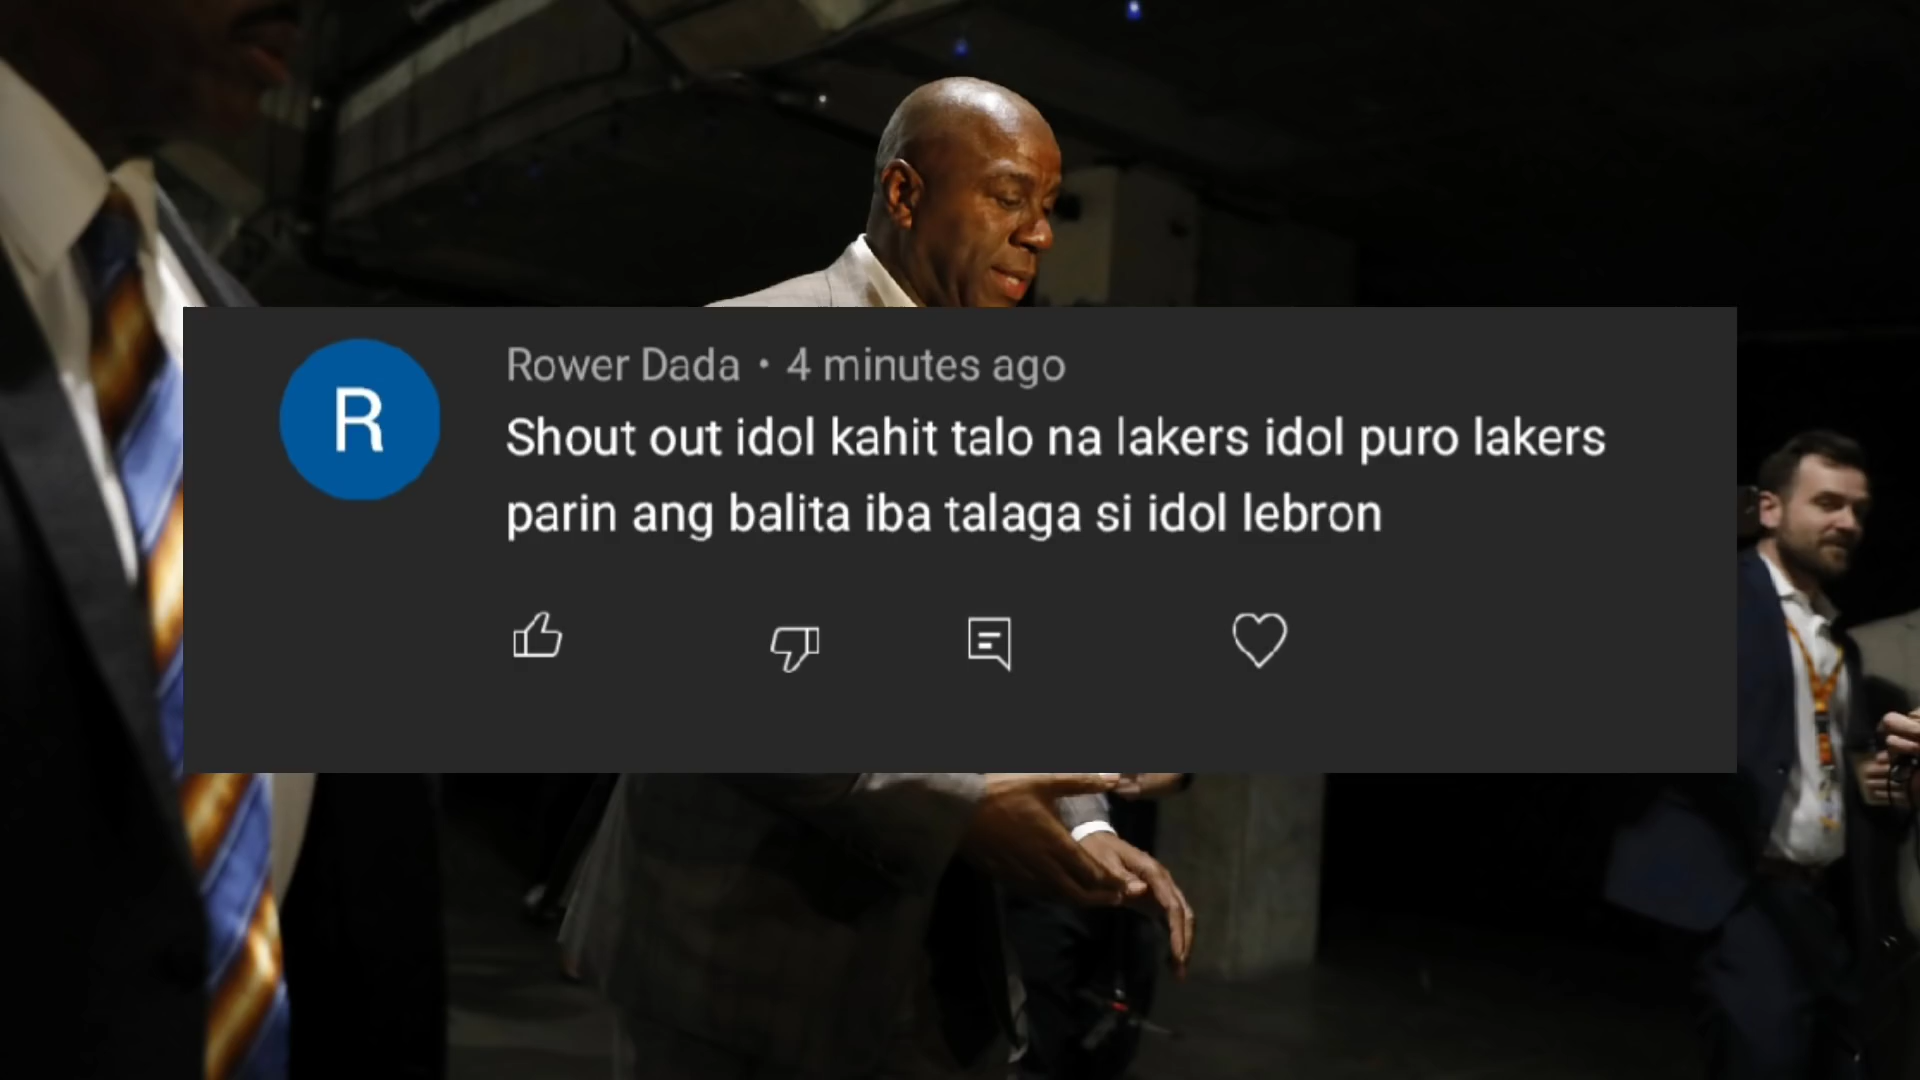 R
Rower Dada • 4 minutes ago
Shout out idol kahit talo na lakers idol puro lakers
parin ang balita iba talaga si idol lebron